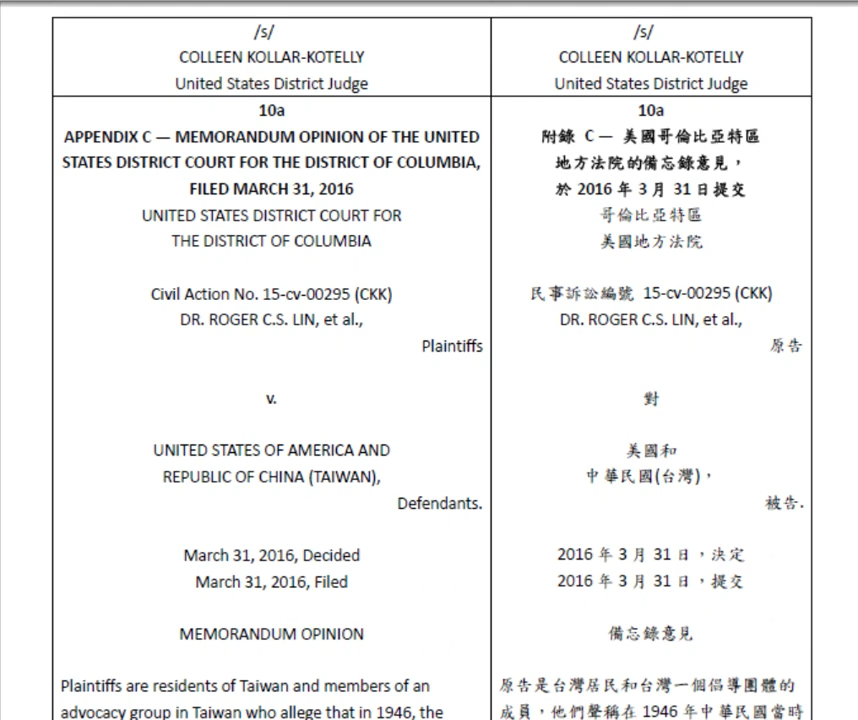 /s/
COLLEEN KOLLAR-KOTELLY
United States District Judge
10a
APPENDIX C — MEMORANDUM OPINION OF THE UNITED
STATES DISTRICT COURT FOR THE DISTRICT OF COLUMBIA,
FILED MARCH 31, 2016
UNITED STATES DISTRICT COURT FOR
THE DISTRICT OF COLUMBIA
Civil Action No. 15-cv-00295 (CKK)
DR. ROGER C.S. LIN, et al.,
Plaintiffs
v.
UNITED STATES OF AMERICA AND
REPUBLIC OF CHINA (TAIWAN),
Defendants.
March 31, 2016, Decided
March 31, 2016, Filed
MEMORANDUM OPINION
Plaintiffs are residents of Taiwan and members of an
advocacy group in Taiwan who allege that in 1946, the
/s/
COLLEEN KOLLAR-KOTELLY
United States District Judge
10a
附錄 C — 美國哥倫比亞特區
地方法院的備忘錄意見，
於 2016 年 3 月 31 日提交
哥倫比亞特區
美國地方法院
民事訴訟編號 15-cv-00295 (CKK)
DR. ROGER C.S. LIN, et al.,
原告
對
美國和
中華民國(台灣)，
被告.
2016 年 3 月 31 日，決定
2016 年 3 月 31 日，提交
備忘錄意見
原告是台灣居民和台灣一個倡導團體的
成員，他們聲稱在 1946 年中華民國當時